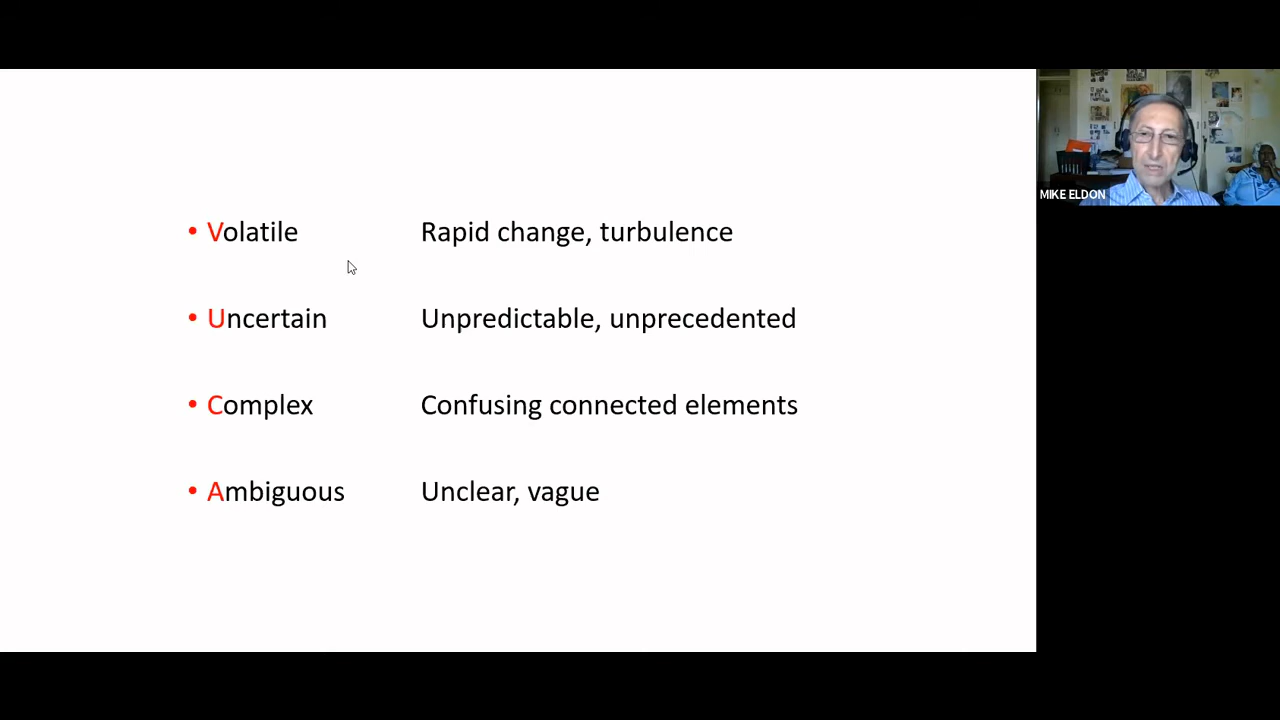 • Volatile Rapid change, turbulence
• Uncertain Unpredictable, unprecedented
• Complex Confusing connected elements
• Ambiguous Unclear, vague
MIKE ELDON